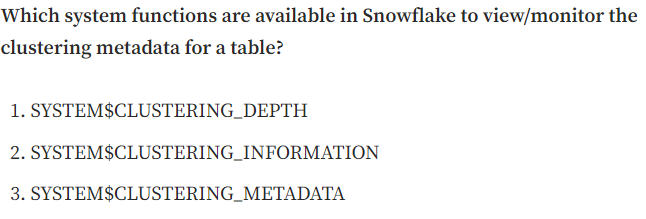 Which system functions are available in Snowflake to view/monitor the
clustering metadata for a table?
1. SYSTEM$CLUSTERING_DEPTH
2. SYSTEM$CLUSTERING_INFORMATION
3. SYSTEM$CLUSTERING_METADATA